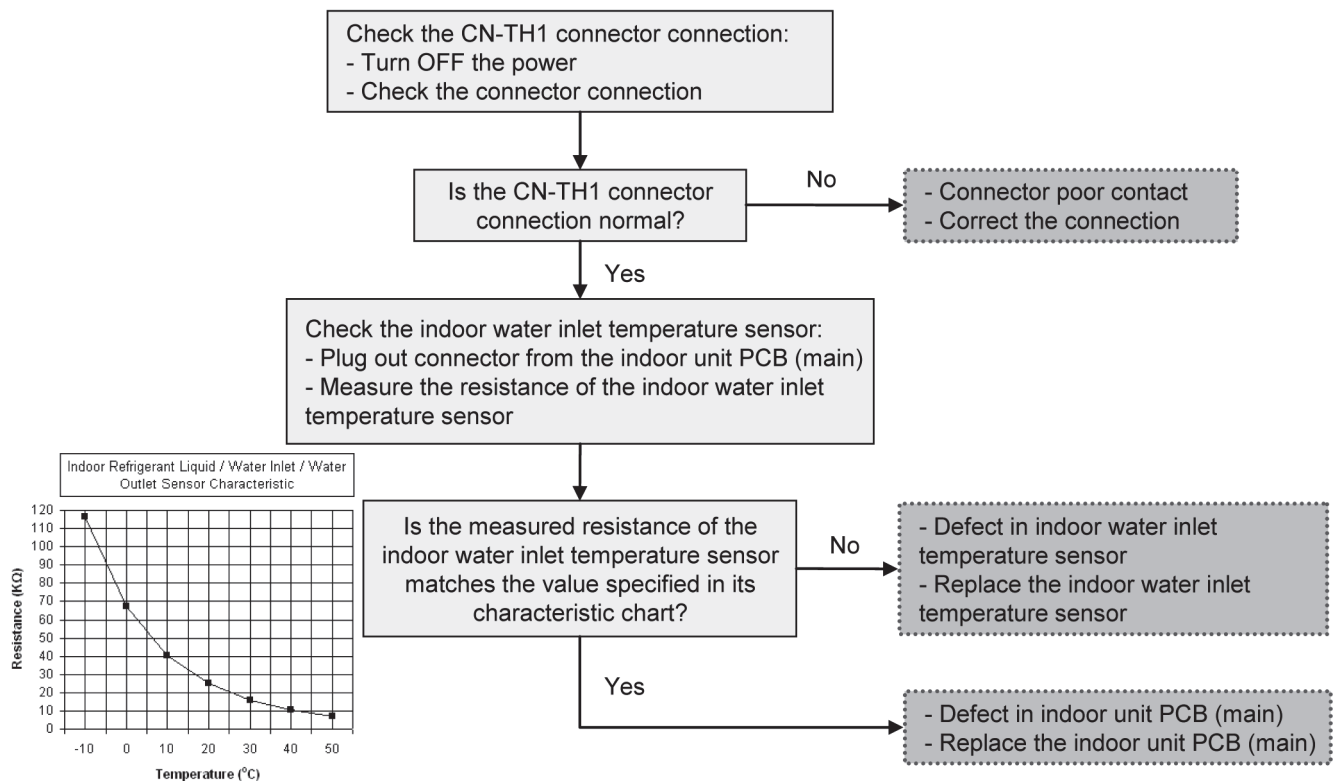 Check the CN-TH1 connector connection:
- Turn OFF the power
- Check the connector connection
Is the CN-TH1 connector
connection normal?
No
- Connector poor contact
- Correct the connection
Yes
Check the indoor water inlet temperature sensor:
- Plug out connector from the indoor unit PCB (main)
- Measure the resistance of the indoor water inlet
temperature sensor
Indoor Refrigerant Liquid / Water Inlet / Water
Outlet Sensor Characteristic
Resistance (KΩ)
120
110
100
90
80
70
60
50
40
30
20
10
0
-10 0 10 20 30 40 50
Temperature (°C)
Is the measured resistance of the
indoor water inlet temperature sensor
matches the value specified in its
characteristic chart?
No
- Defect in indoor water inlet
temperature sensor
- Replace the indoor water inlet
temperature sensor
Yes
- Defect in indoor unit PCB (main)
- Replace the indoor unit PCB (main)